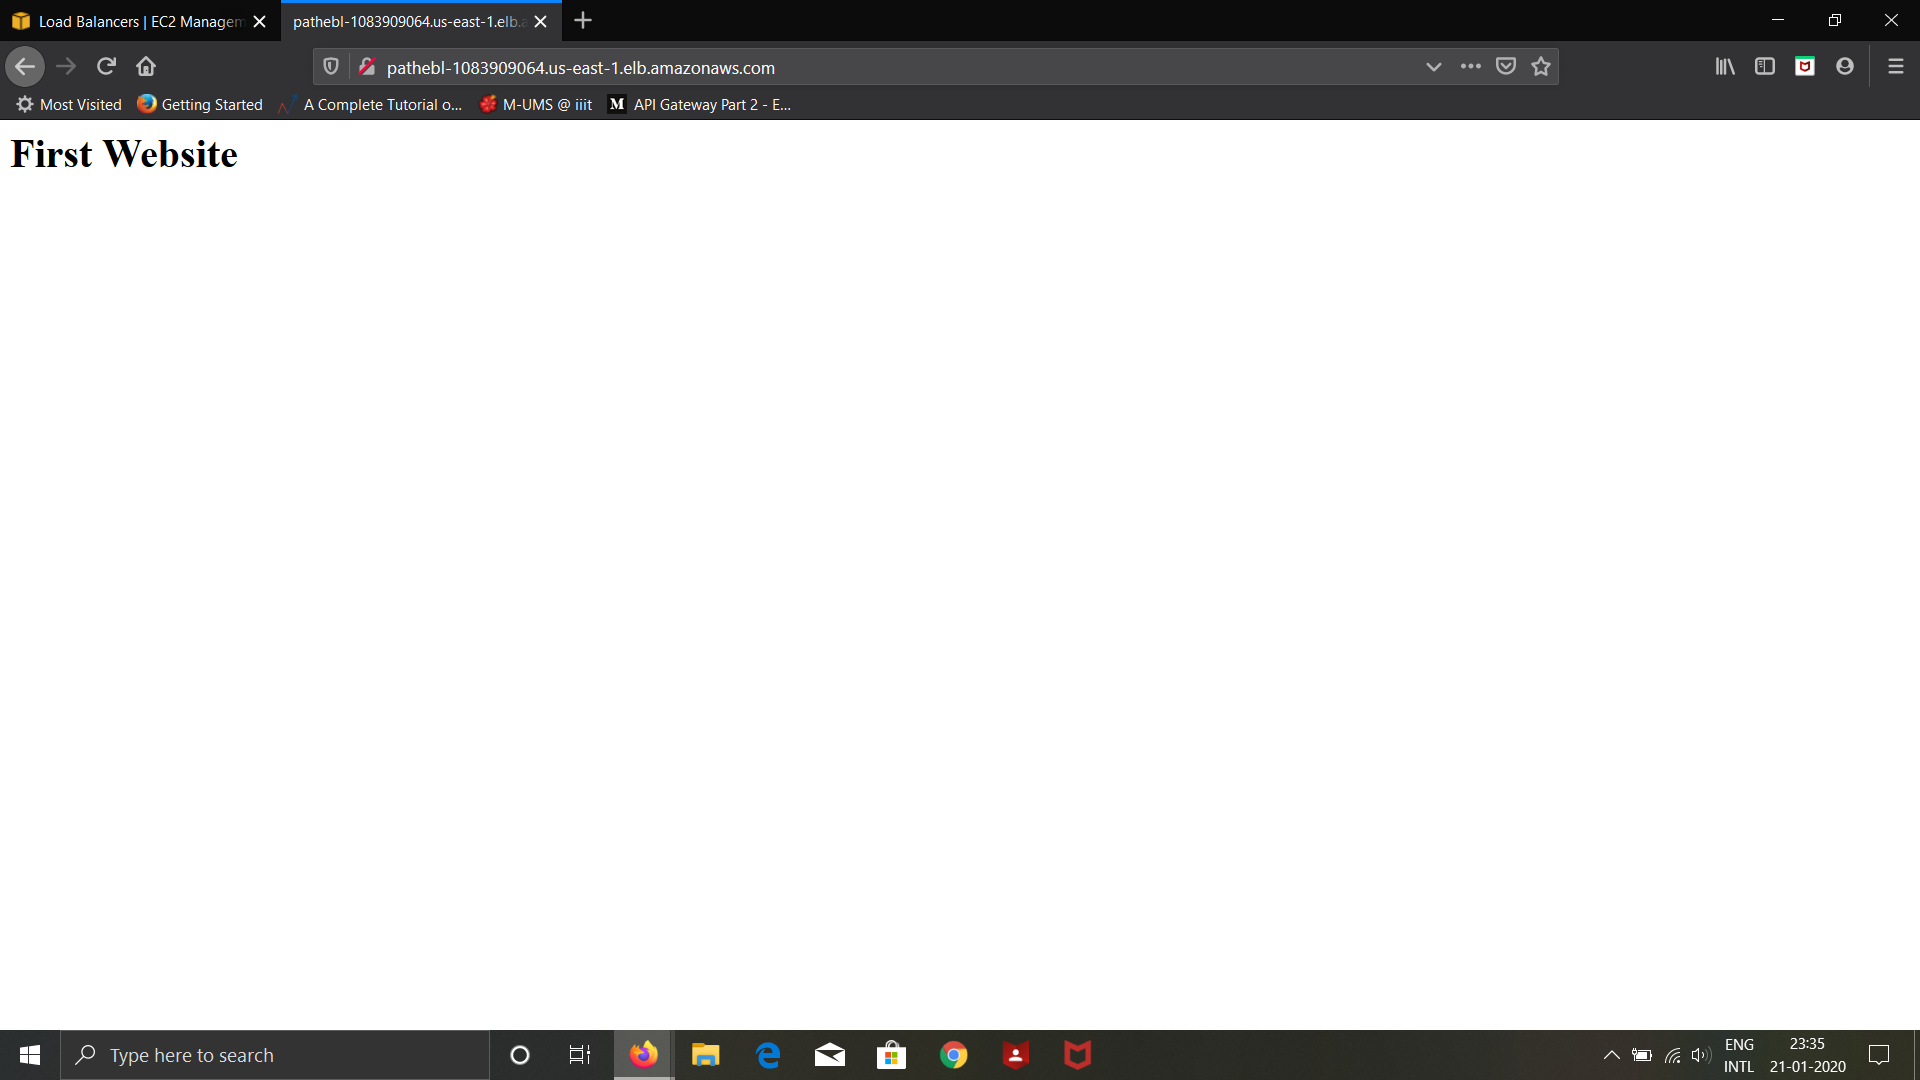 Load Balancers | EC2 Managem
pathebl-1083909064.us-east-1.elb.a
pathebl-1083909064.us-east-1.elb.amazonaws.com
Most Visited
Getting Started
A Complete Tutorial o...
M-UMS @ iiit
M
API Gateway Part 2 - E...
First Website
Type here to search
ENG
INTL
23:35
21-01-2020